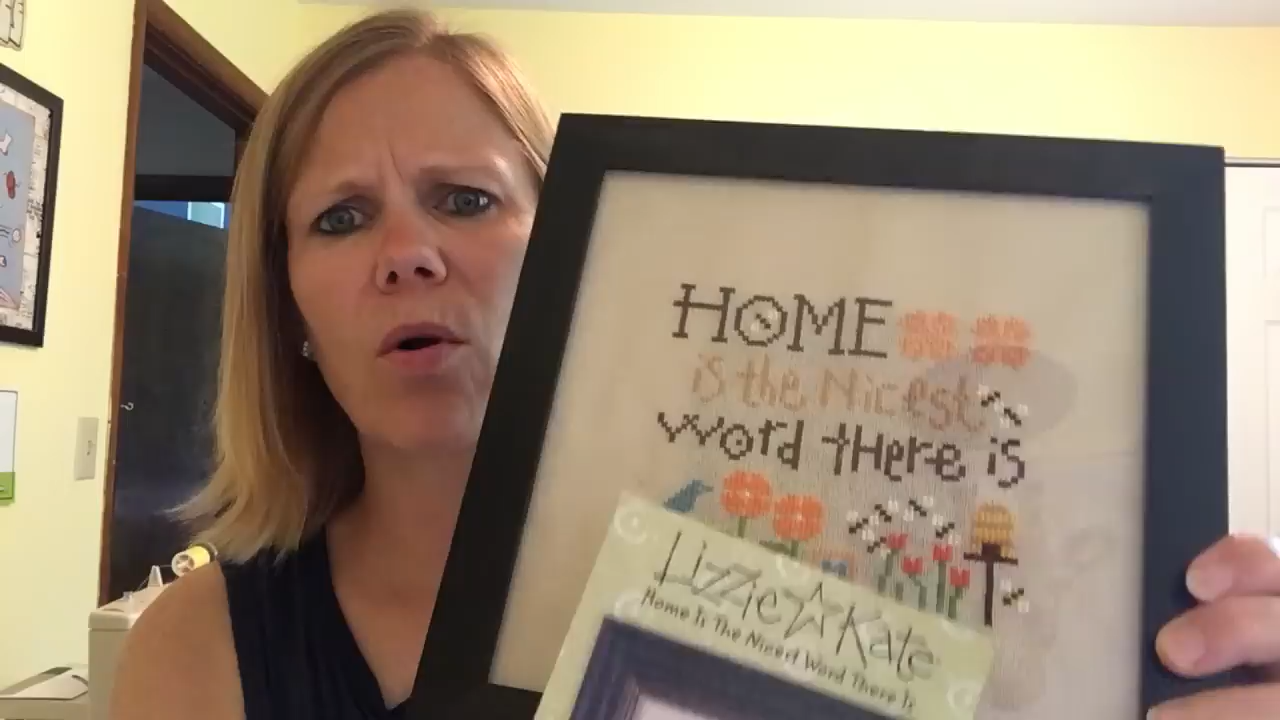 HOME
is the Nicest
word there is
Lizzie Kate
Home Is The Nicest Word There Is